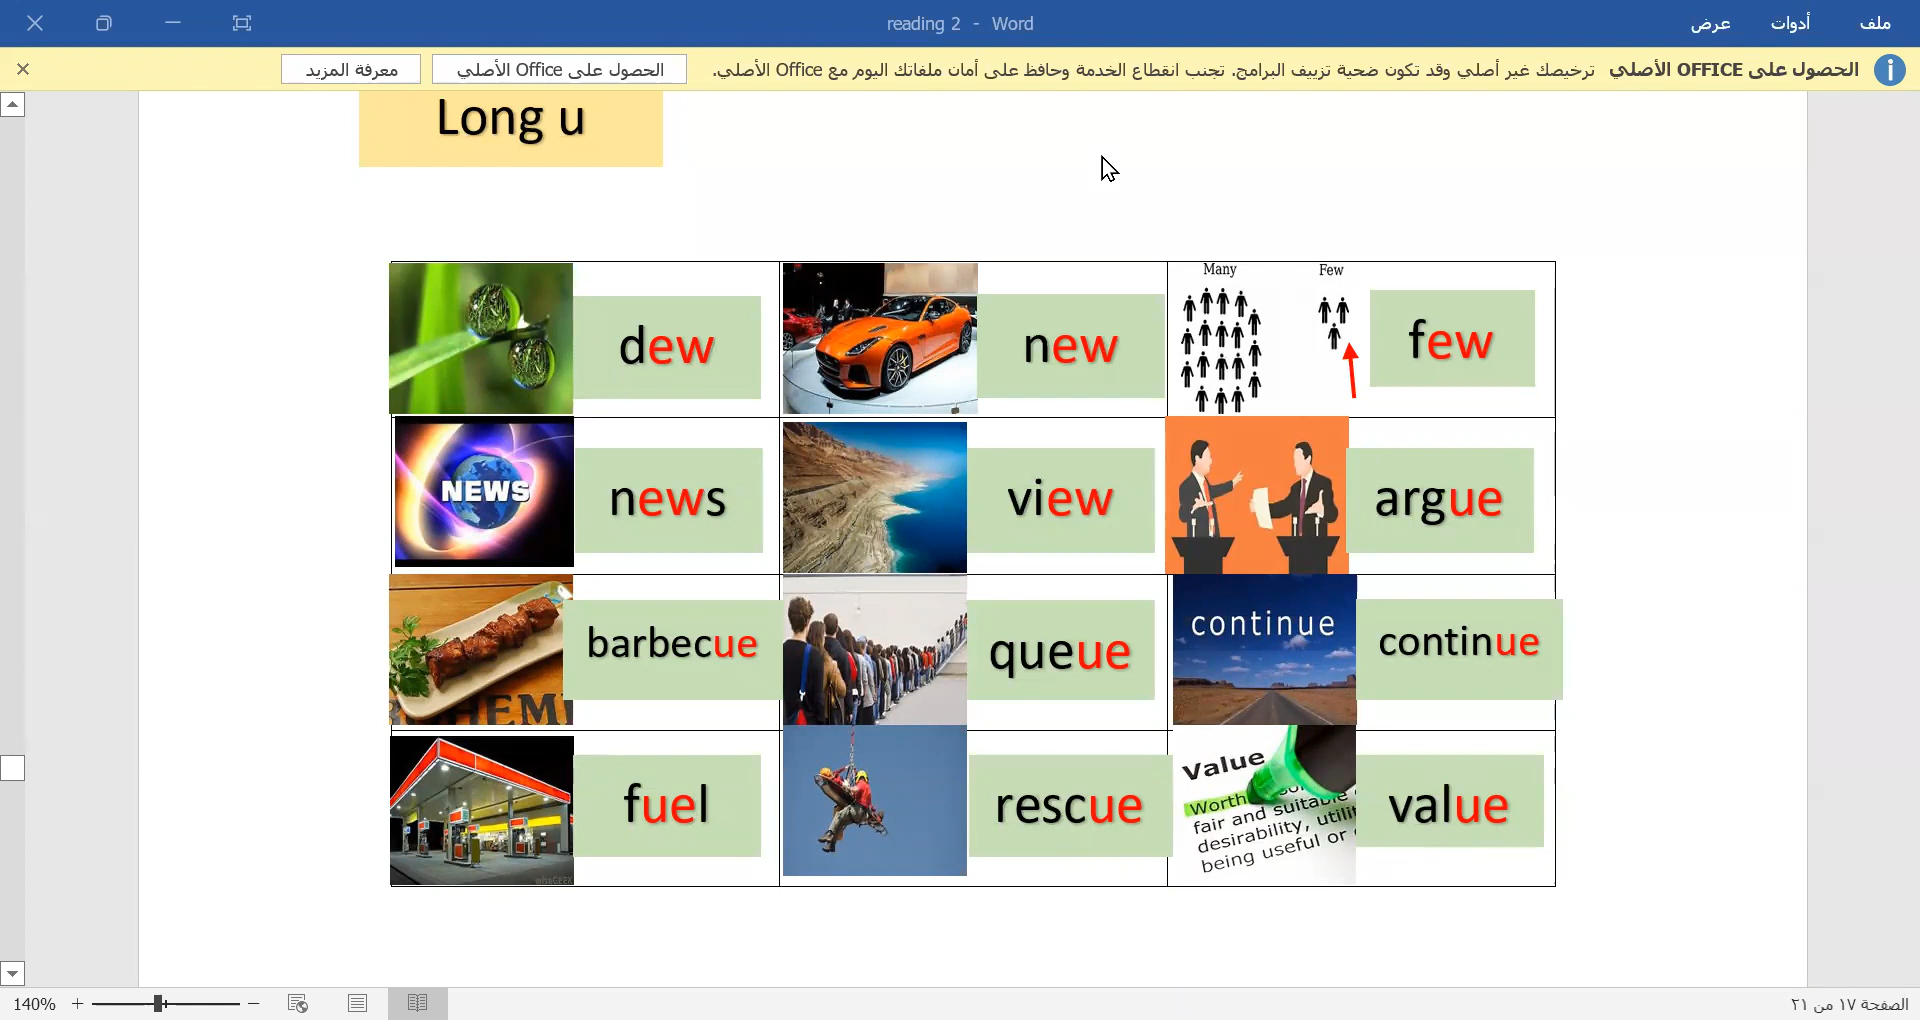 reading 2 - Word
ملف
أدوات
عرض
الحصول على OFFICE الأصلي
ترخيصك غير أصلي وقد تكون ضحية تزييف البرامج. تجنب انقطاع الخدمة وحافظ على أمان ملفاتك اليوم مع Office الأصلي.
الحصول على Office الأصلي
معرفة المزيد
Long u
dew
new
Many
Few
few
NEWS
news
view
argue
barbecue
queue
continue
continue
fuel
rescue
Value
Worth
fair and suitable
desirability, utili
being useful or
value
140%
الصفحة ١٧ من ٢١